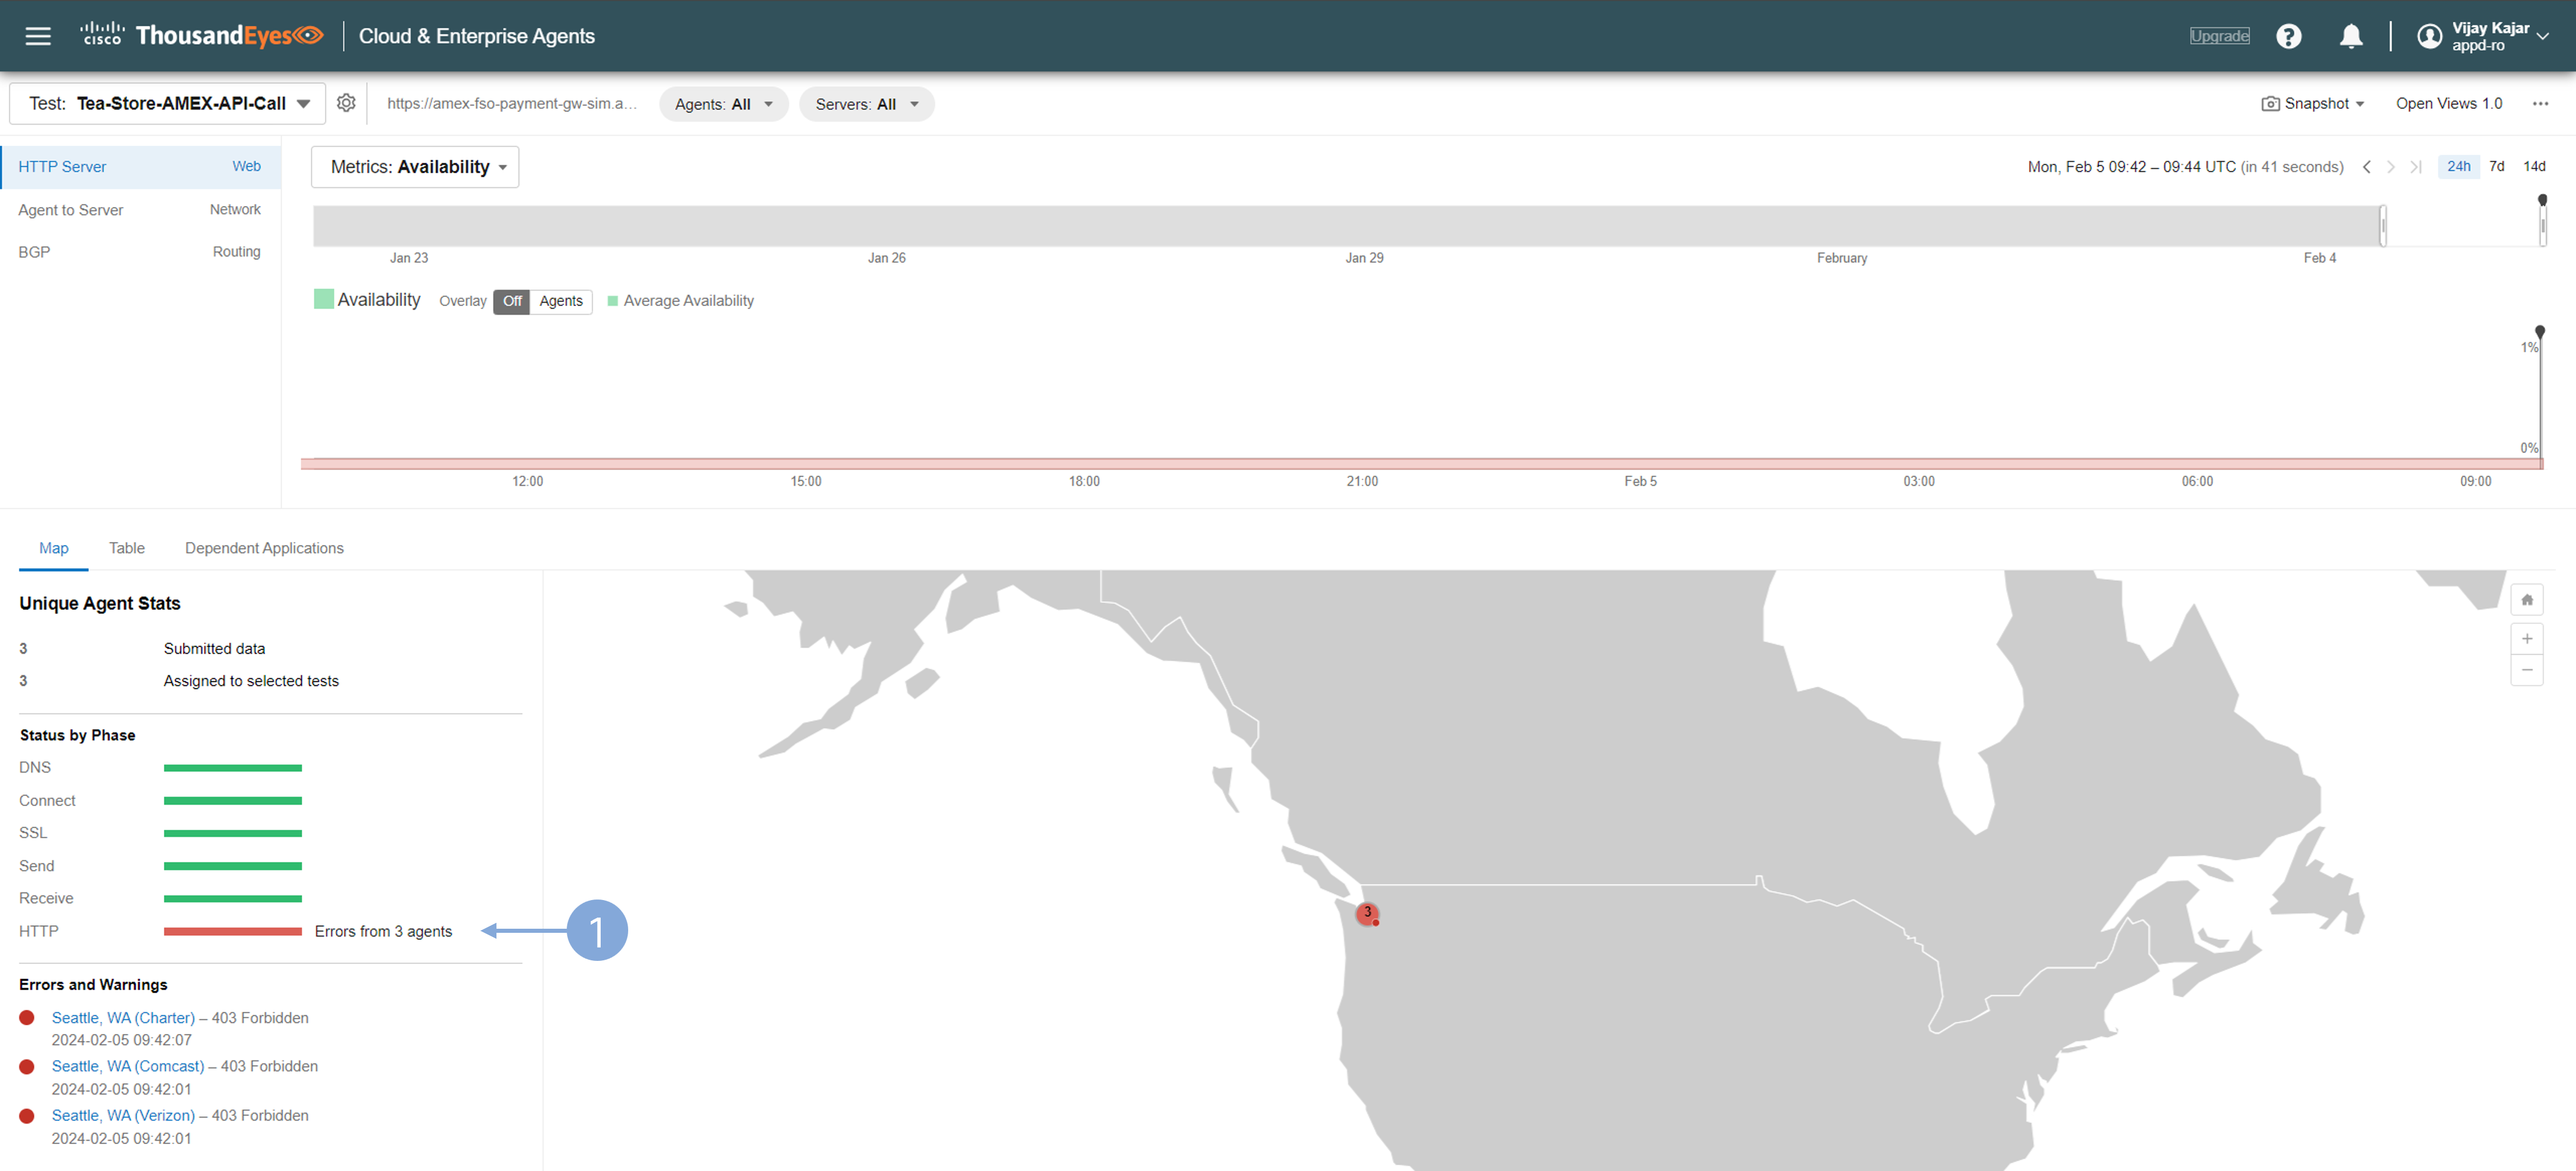 CISCO ThousandEyes Cloud & Enterprise Agents Upgrade ? Vijay Kajar
appd-ro
Test: Tea-Store-AMEX-API-Call https://amex-fso-payment-gw-sim.a... Agents: All Servers: All Snapshot Open Views 1.0 ...
HTTP Server Web
Agent to Server Network
BGP Routing
Metrics: Availability Mon, Feb 5 09:42 – 09:44 UTC (in 41 seconds) 24h 7d 14d
Jan 23 Jan 26 Jan 29 February Feb 4
Availability Overlay Off Agents Average Availability
1%
0%
12:00 15:00 18:00 21:00 Feb 5 03:00 06:00 09:00
Map Table Dependent Applications
Unique Agent Stats
3 Submitted data
3 Assigned to selected tests
Status by Phase
DNS
Connect
SSL
Send
Receive
HTTP Errors from 3 agents 1
3
+
−
Errors and Warnings
Seattle, WA (Charter) – 403 Forbidden
2024-02-05 09:42:07
Seattle, WA (Comcast) – 403 Forbidden
2024-02-05 09:42:01
Seattle, WA (Verizon) – 403 Forbidden
2024-02-05 09:42:01